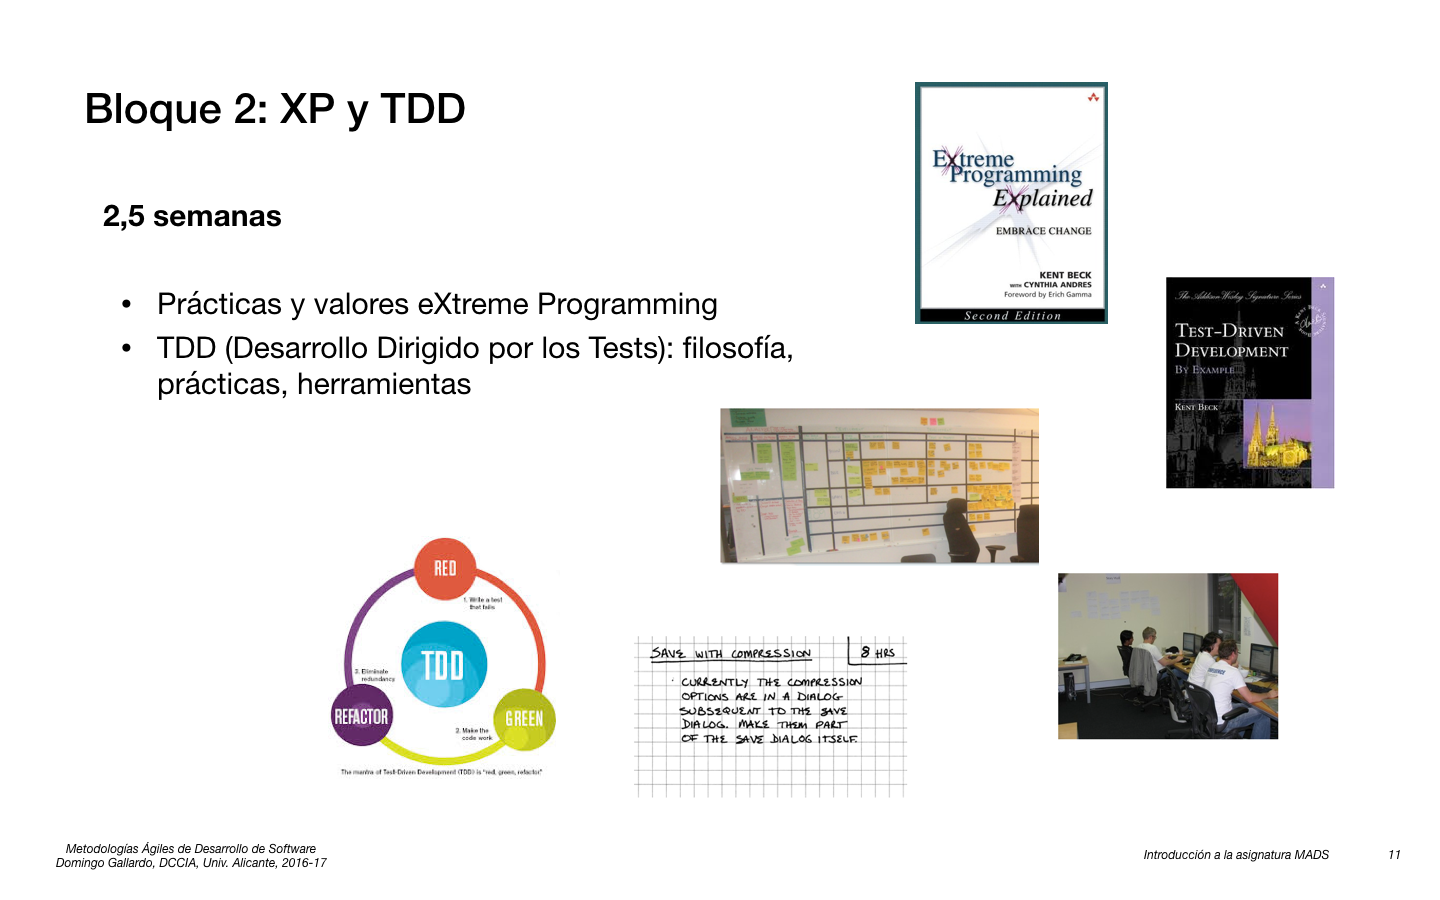 Bloque 2: XP y TDD
2,5 semanas
• Prácticas y valores eXtreme Programming
• TDD (Desarrollo Dirigido por los Tests): filosofía,
prácticas, herramientas
Extreme
Programming
Explained
EMBRACE CHANGE
KENT BECK
WITH CYNTHIA ANDRES
Foreword by Erich Gamma
Second Edition
The Addison Wesley Signature Series
TEST-DRIVEN
DEVELOPMENT
BY EXAMPLE
KENT BECK
RED
1. Write a test
that fails
TDD
3. Eliminate
redundancy
REFACTOR
GREEN
2. Make the
code work
The mantra of Test-Driven Development (TDD) is "red, green, refactor."
SAVE WITH COMPRESSION
8 HRS
CURRENTLY THE COMPRESSION
OPTIONS ARE IN A DIALOG
SUBSEQUENT TO THE SAVE
DIALOG. MAKE THEM PART
OF THE SAVE DIALOG ITSELF.
Metodologías Ágiles de Desarrollo de Software
Domingo Gallardo, DCCIA, Univ. Alicante, 2016-17
Introducción a la asignatura MADS
11